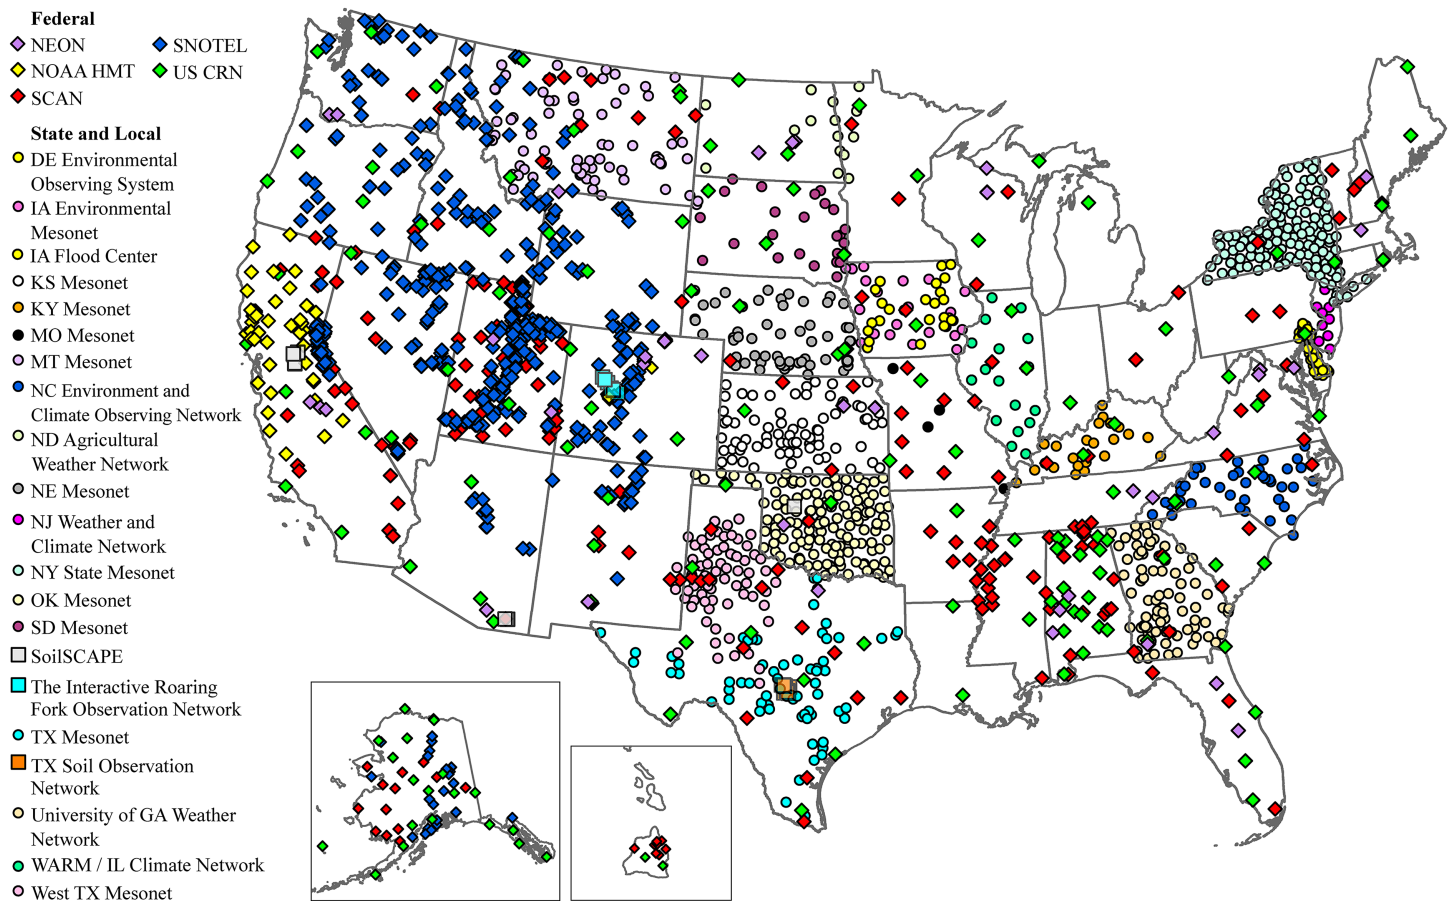 Federal
NEON
SNOTEL
NOAA HMT
US CRN
SCAN
State and Local
DE Environmental
Observing System
IA Environmental
Mesonet
IA Flood Center
KS Mesonet
KY Mesonet
MO Mesonet
MT Mesonet
NC Environment and
Climate Observing Network
ND Agricultural
Weather Network
NE Mesonet
NJ Weather and
Climate Network
NY State Mesonet
OK Mesonet
SD Mesonet
SoilSCAPE
The Interactive Roaring
Fork Observation Network
TX Mesonet
TX Soil Observation
Network
University of GA Weather
Network
WARM / IL Climate Network
West TX Mesonet